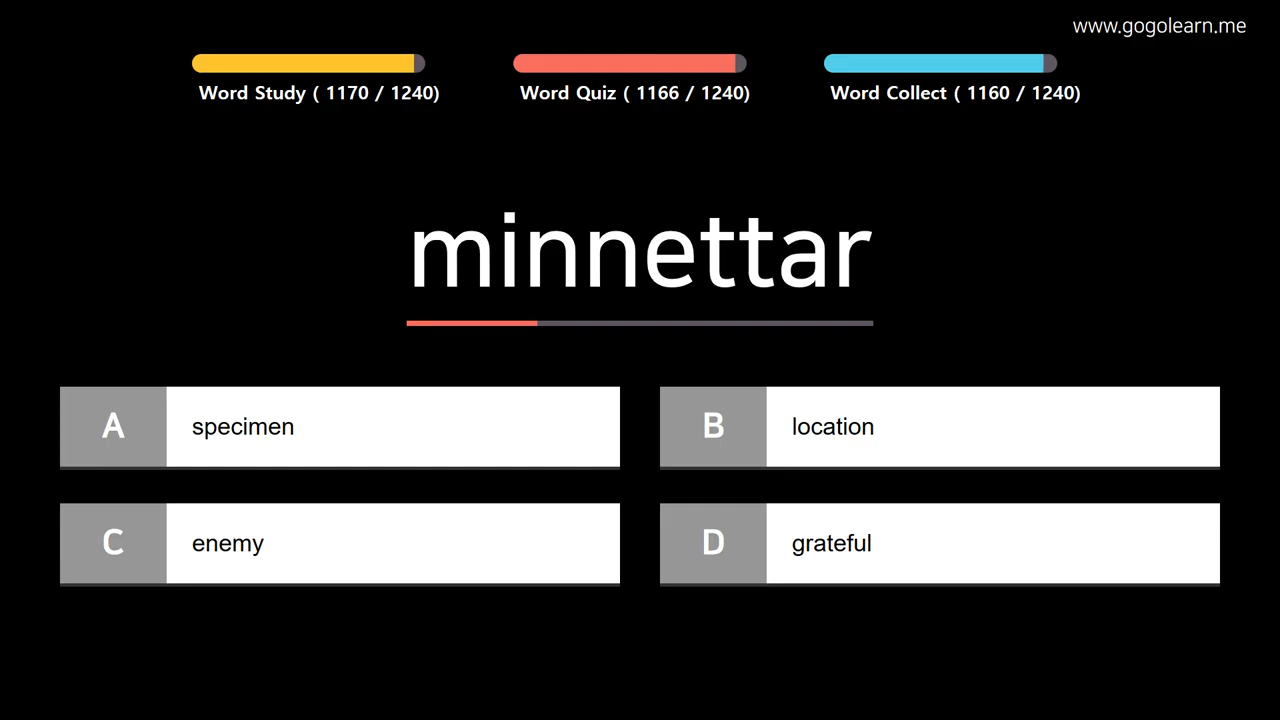 www.gogolearn.me
Word Study ( 1170 / 1240)
Word Quiz ( 1166 / 1240)
Word Collect ( 1160 / 1240)
minnettar
A specimen
B location
C enemy
D grateful